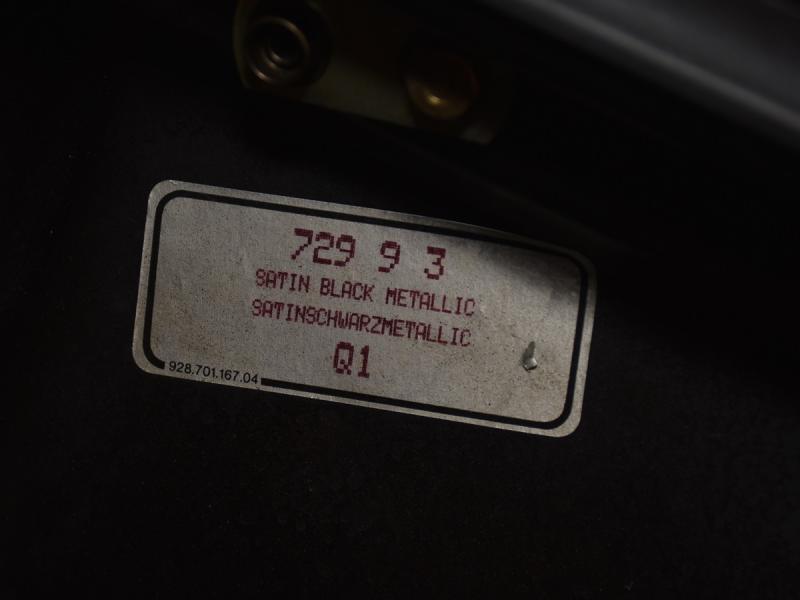 729 9 3
SATIN BLACK METALLIC
SATINSCHWARZMETALLIC
Q1
928.701.167.04